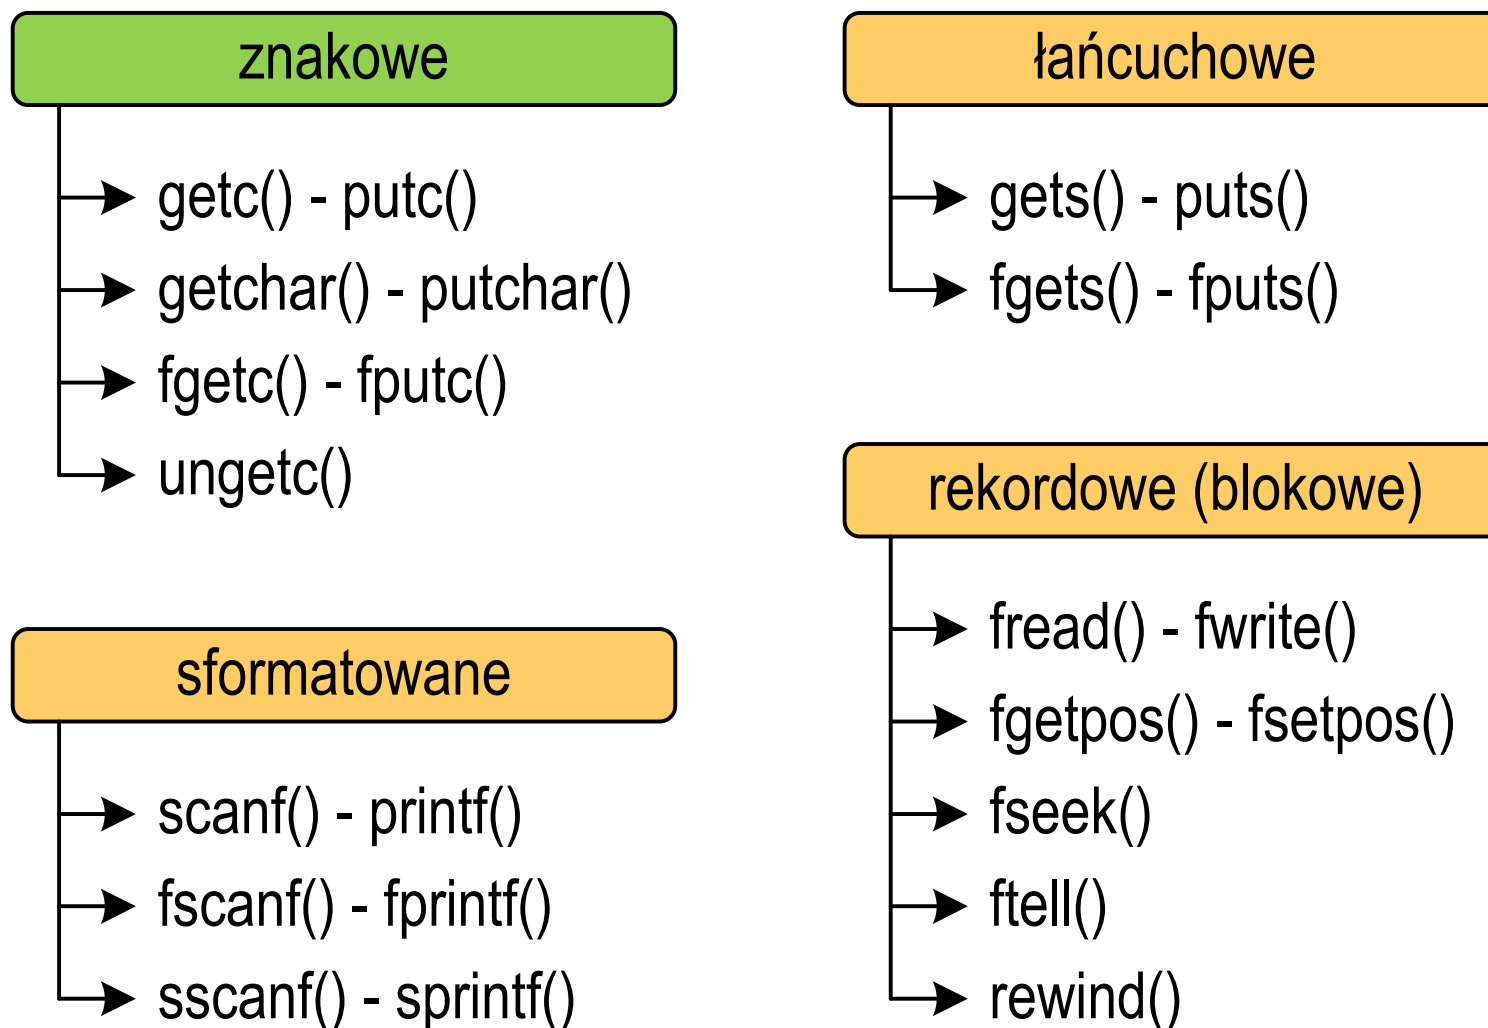 znakowe
getc() - putc()
getchar() - putchar()
fgetc() - fputc()
ungetc()
sformatowane
scanf() - printf()
fscanf() - fprintf()
sscanf() - sprintf()
łańcuchowe
gets() - puts()
fgets() - fputs()
rekordowe (blokowe)
fread() - fwrite()
fgetpos() - fsetpos()
fseek()
ftell()
rewind()